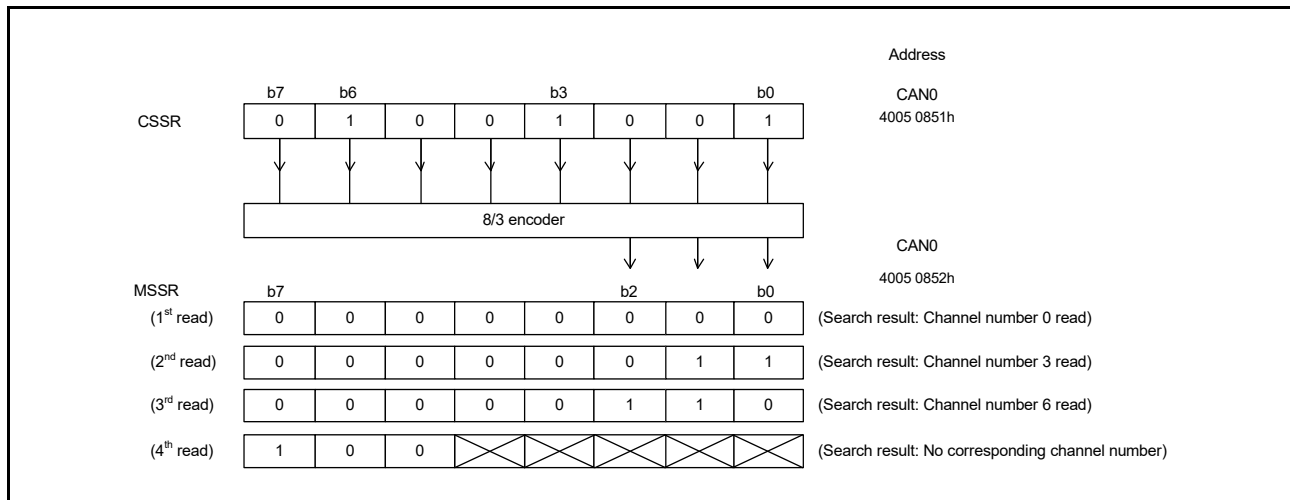 Address
b7 b6 b3 b0 CAN0
CSSR 0 1 0 0 1 0 0 1 4005 0851h
8/3 encoder
CAN0
4005 0852h
MSSR b7 b2 b0
(1st read) 0 0 0 0 0 0 0 0 (Search result: Channel number 0 read)
(2nd read) 0 0 0 0 0 0 1 1 (Search result: Channel number 3 read)
(3rd read) 0 0 0 0 0 1 1 0 (Search result: Channel number 6 read)
(4th read) 1 0 0 (Search result: No corresponding channel number)